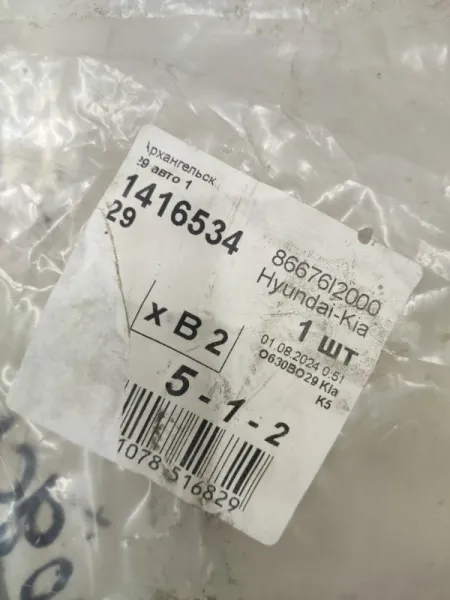 Архангельск
29 авто 1
1416534
29
86676I2000
Hyundai-Kia
1 шт
01.08.2024 0:51
O630BO29 Kia
K5
x B 2
5 - 1 - 2
1078 516829